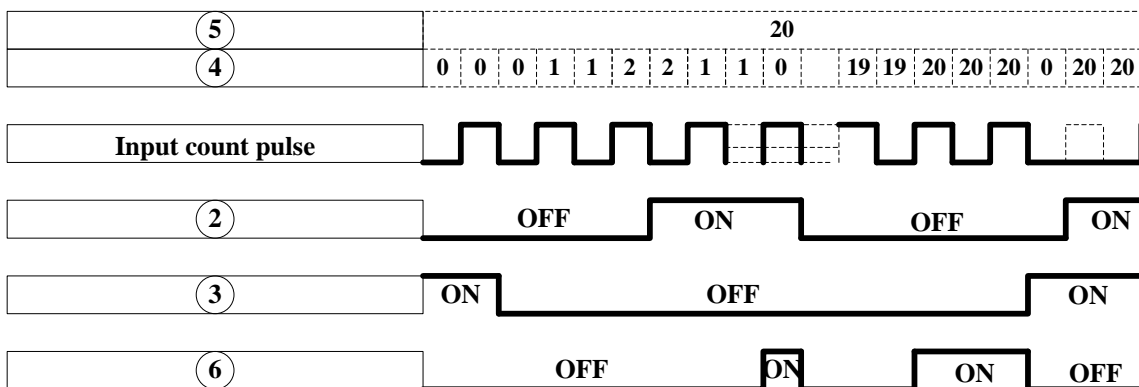 ⑤ 20
④ 0 0 0 1 1 2 2 1 1 0 19 19 20 20 20 0 20 20
Input count pulse
② OFF ON OFF ON
③ ON OFF ON
⑥ OFF ON ON OFF